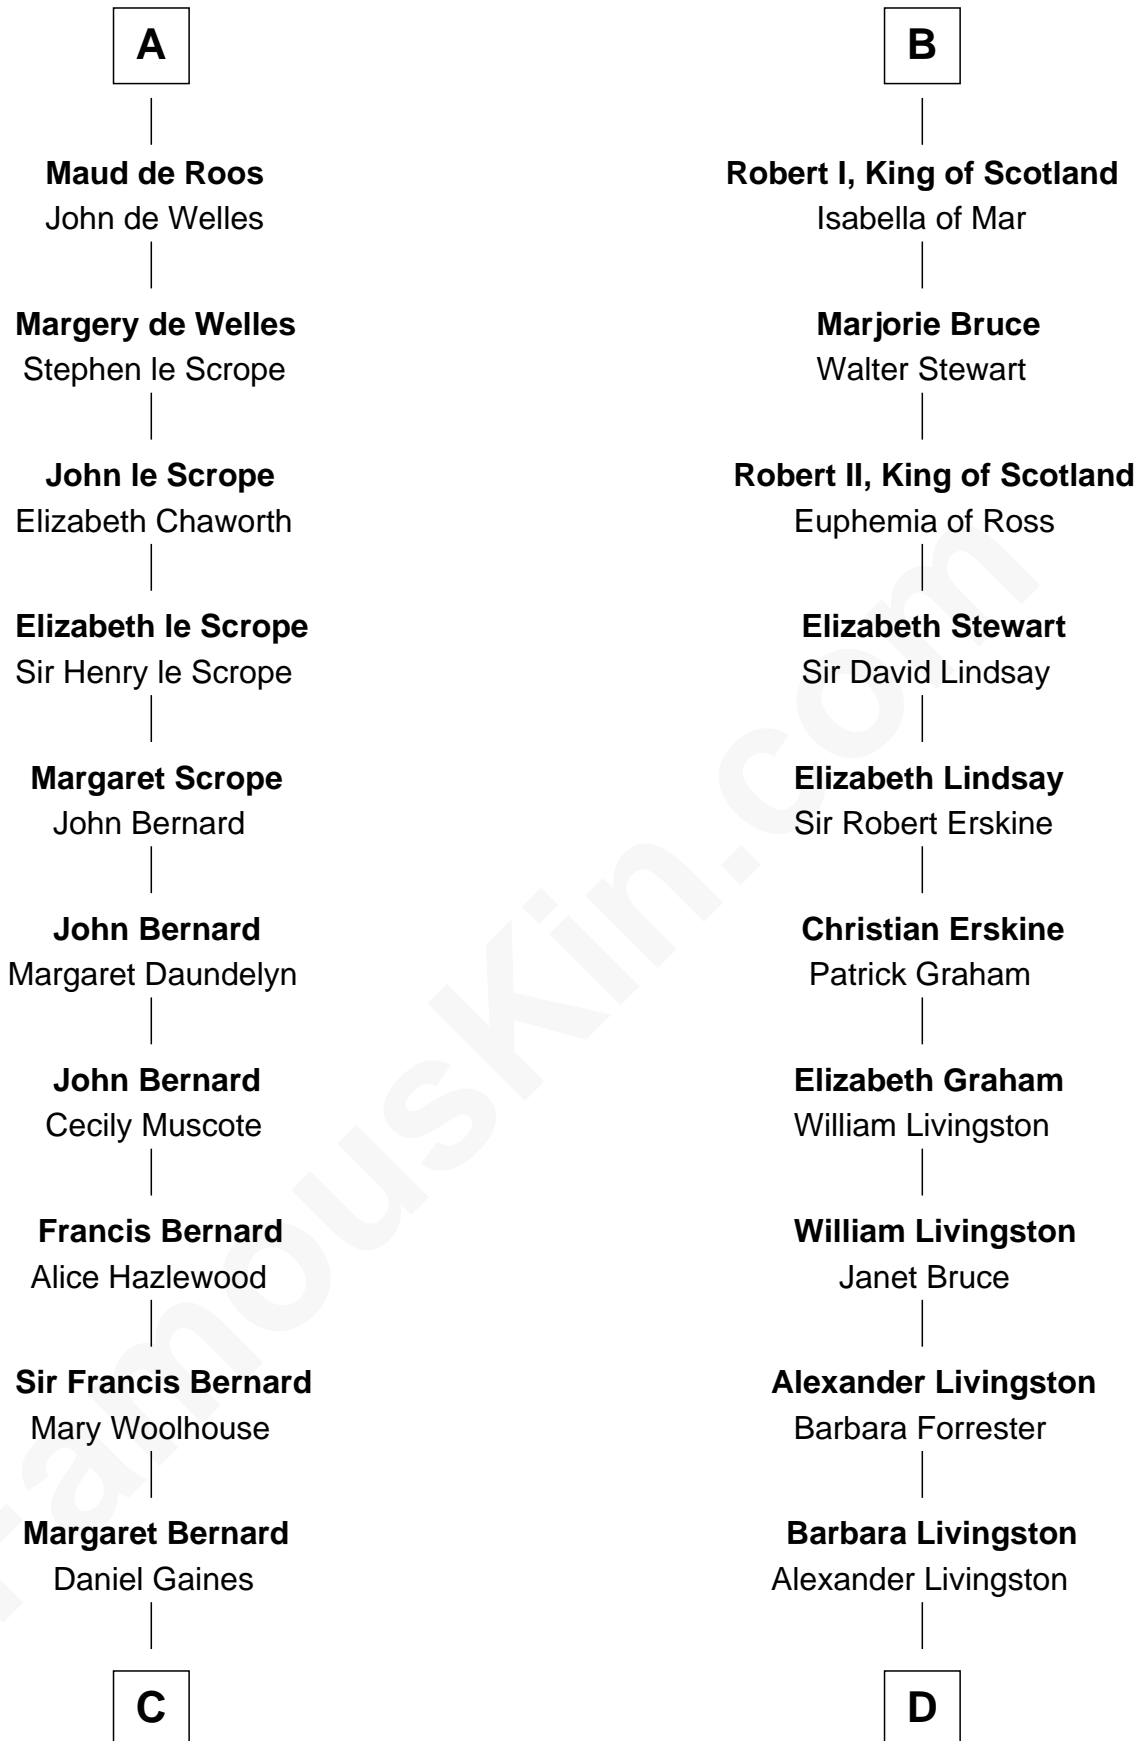 A
Maud de Roos
John de Welles
Margery de Welles
Stephen le Scrope
John le Scrope
Elizabeth Chaworth
Elizabeth le Scrope
Sir Henry le Scrope
Margaret Scrope
John Bernard
John Bernard
Margaret Daundelyn
John Bernard
Cecily Muscote
Francis Bernard
Alice Hazlewood
Sir Francis Bernard
Mary Woolhouse
Margaret Bernard
Daniel Gaines
C
B
Robert I, King of Scotland
Isabella of Mar
Marjorie Bruce
Walter Stewart
Robert II, King of Scotland
Euphemia of Ross
Elizabeth Stewart
Sir David Lindsay
Elizabeth Lindsay
Sir Robert Erskine
Christian Erskine
Patrick Graham
Elizabeth Graham
William Livingston
William Livingston
Janet Bruce
Alexander Livingston
Barbara Forrester
Barbara Livingston
Alexander Livingston
D
FamousKin.com